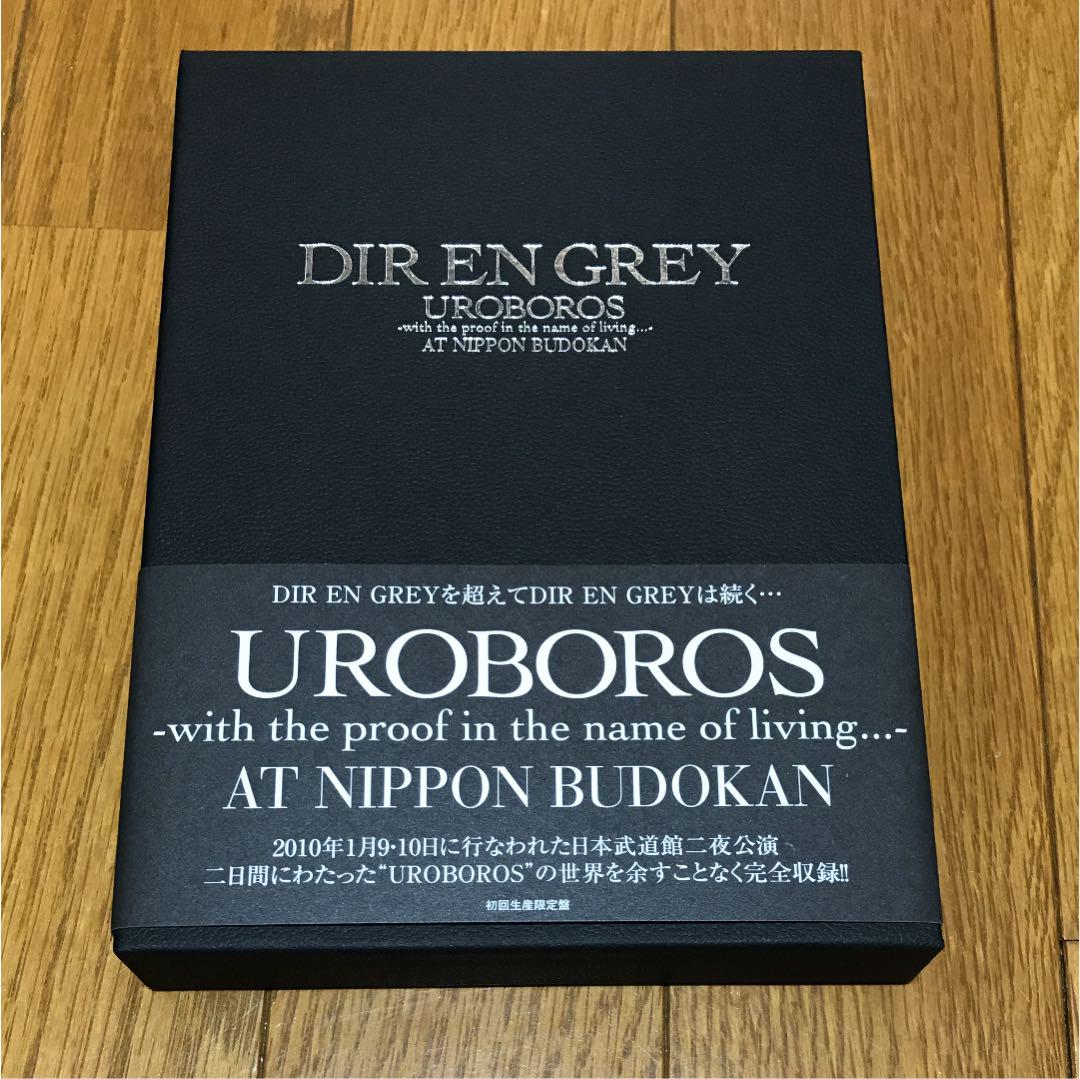 DIR EN GREY
UROBOROS
-with the proof in the name of living...-
AT NIPPON BUDOKAN
DIR EN GREYを超えてDIR EN GREYは続く…
UROBOROS
-with the proof in the name of living...-
AT NIPPON BUDOKAN
2010年1月9・10日に行なわれた日本武道館二夜公演
二日間にわたった“UROBOROS”の世界を余すことなく完全収録!!
初回生産限定盤